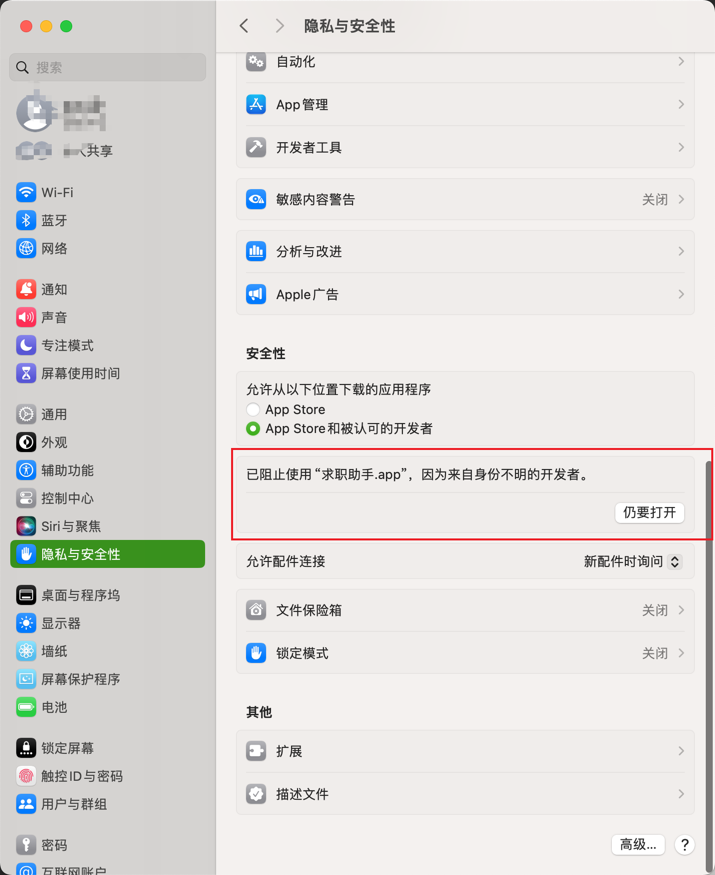 搜索
共享
Wi-Fi
蓝牙
网络
通知
声音
专注模式
屏幕使用时间
通用
外观
辅助功能
控制中心
Siri与聚焦
隐私与安全性
桌面与程序坞
显示器
墙纸
屏幕保护程序
电池
锁定屏幕
触控ID与密码
用户与群组
密码
互联网账户
隐私与安全性
自动化
App管理
开发者工具
敏感内容警告 关闭
分析与改进
Apple广告
安全性
允许从以下位置下载的应用程序
App Store
App Store和被认可的开发者
已阻止使用“求职助手.app”，因为来自身份不明的开发者。
仍要打开
允许配件连接 新配件时询问
文件保险箱 关闭
锁定模式 关闭
其他
扩展
描述文件
高级... ?